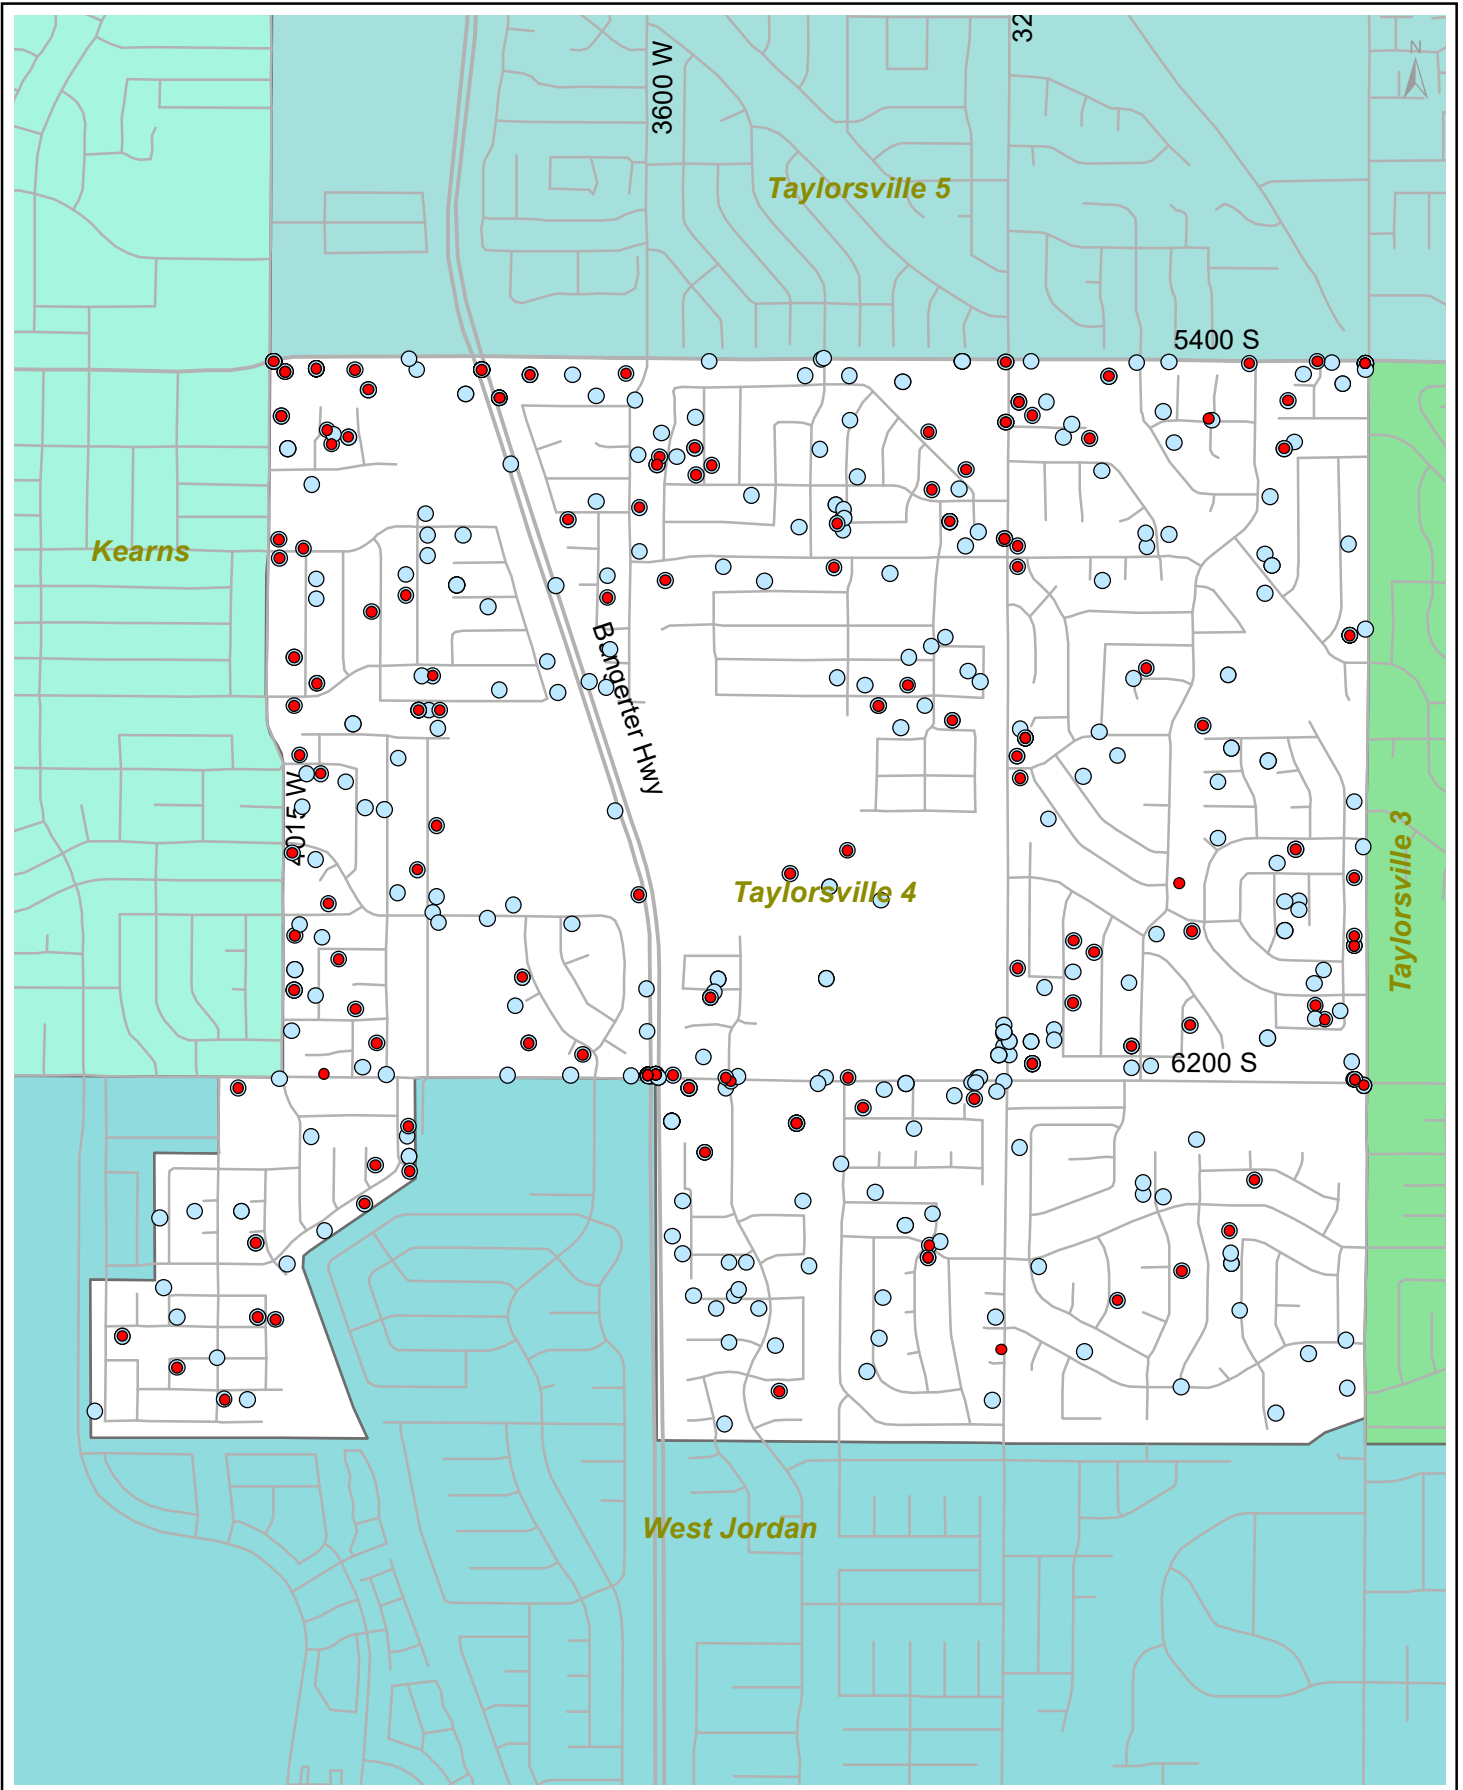 32
3600 W
N
Taylorsville 5
5400 S
Kearns
Bangerter Hwy
4015 W
Taylorsville 4
Taylorsville 3
6200 S
West Jordan